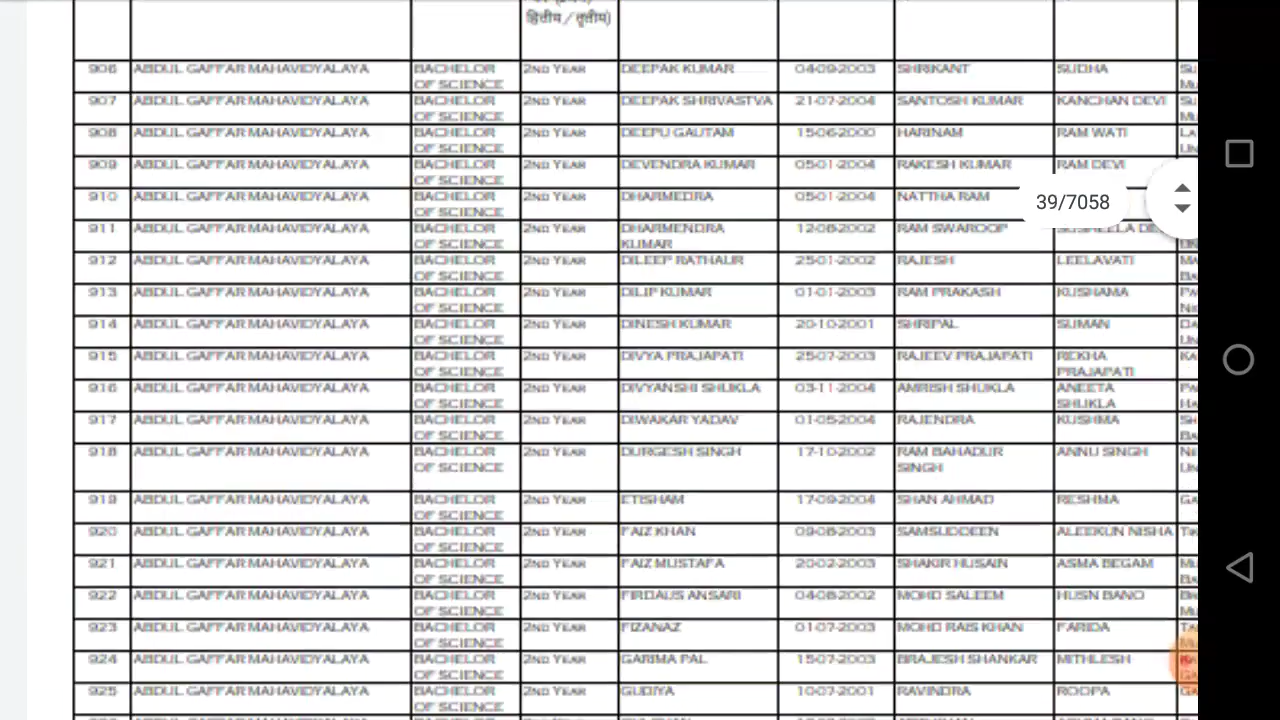 द्वितीय / तृतीय)
906 ABDUL GAFFAR MAHAVIDYALAYA BACHELOR 2ND YEAR DEEPAK KUMAR 04-09-2003 SHRIKANT SUDHA
OF SCIENCE
907 ABDUL GAFFAR MAHAVIDYALAYA BACHELOR 2ND YEAR DEEPAK SHRIVASTVA 21-07-2004 SANTOSH KUMAR KANCHAN DEVI
OF SCIENCE
908 ABDUL GAFFAR MAHAVIDYALAYA BACHELOR 2ND YEAR DEEPU GAUTAM 15-06-2000 HARINAM RAM WATI
OF SCIENCE
909 ABDUL GAFFAR MAHAVIDYALAYA BACHELOR 2ND YEAR DEVENDRA KUMAR 05-01-2004 RAKESH KUMAR RAM DEVI
OF SCIENCE
910 ABDUL GAFFAR MAHAVIDYALAYA BACHELOR 2ND YEAR DHARMEDRA 05-01-2004 NATTHA RAM
39/7058
OF SCIENCE
911 ABDUL GAFFAR MAHAVIDYALAYA BACHELOR 2ND YEAR DHARMENDRA 12-08-2002 RAM SWAROOP
OF SCIENCE KUMAR
912 ABDUL GAFFAR MAHAVIDYALAYA BACHELOR 2ND YEAR DILEEP RATHAUR 25-01-2002 RAJESH LEELAVATI
OF SCIENCE
913 ABDUL GAFFAR MAHAVIDYALAYA BACHELOR 2ND YEAR DILIP KUMAR 01-01-2003 RAM PRAKASH KUSHAMA
OF SCIENCE
914 ABDUL GAFFAR MAHAVIDYALAYA BACHELOR 2ND YEAR DINESH KUMAR 20-10-2001 SHRIPAL SUMAN
OF SCIENCE
915 ABDUL GAFFAR MAHAVIDYALAYA BACHELOR 2ND YEAR DIVYA PRAJAPATI 25-07-2003 RAJEEV PRAJAPATI REKHA
OF SCIENCE PRAJAPATI
916 ABDUL GAFFAR MAHAVIDYALAYA BACHELOR 2ND YEAR DIVYANSHI SHUKLA 03-11-2004 AMRISH SHUKLA ANEETA
OF SCIENCE SHUKLA
917 ABDUL GAFFAR MAHAVIDYALAYA BACHELOR 2ND YEAR DIWAKAR YADAV 01-05-2004 RAJENDRA KUSHMA
OF SCIENCE
918 ABDUL GAFFAR MAHAVIDYALAYA BACHELOR 2ND YEAR DURGESH SINGH 17-10-2002 RAM BAHADUR ANNU SINGH
OF SCIENCE SINGH
919 ABDUL GAFFAR MAHAVIDYALAYA BACHELOR 2ND YEAR ETISHAM 17-09-2004 SHAN AHMAD RESHMA
OF SCIENCE
920 ABDUL GAFFAR MAHAVIDYALAYA BACHELOR 2ND YEAR FAIZ KHAN 09-08-2003 SAMSUDDEEN ALEEKUN NISHA
OF SCIENCE
921 ABDUL GAFFAR MAHAVIDYALAYA BACHELOR 2ND YEAR FAIZ MUSTAFA 20-02-2003 SHAKIR HUSAIN ASMA BEGAM
OF SCIENCE
922 ABDUL GAFFAR MAHAVIDYALAYA BACHELOR 2ND YEAR FIRDAUS ANSARI 04-08-2002 MOHD SALEEM HUSN BANO
OF SCIENCE
923 ABDUL GAFFAR MAHAVIDYALAYA BACHELOR 2ND YEAR FIZANAZ 01-07-2003 MOHD RAIS KHAN FARIDA
OF SCIENCE
924 ABDUL GAFFAR MAHAVIDYALAYA BACHELOR 2ND YEAR GARIMA PAL 15-07-2003 BRAJESH SHANKAR MITHLESH
OF SCIENCE
925 ABDUL GAFFAR MAHAVIDYALAYA BACHELOR 2ND YEAR GUDIYA 10-07-2001 RAVINDRA ROOPA
OF SCIENCE